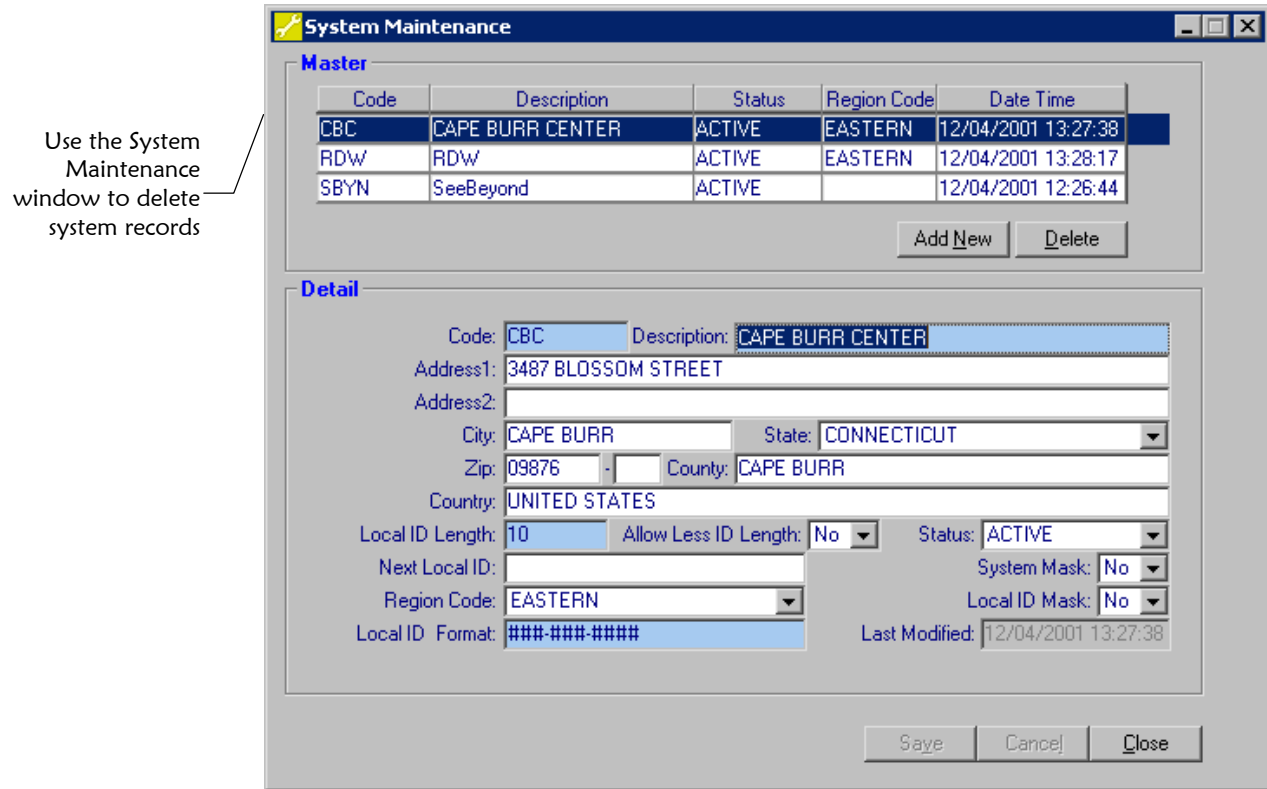 System Maintenance
Master
Code Description Status Region Code Date Time
CBC CAPE BURR CENTER ACTIVE EASTERN 12/04/2001 13:27:38
RDW RDW ACTIVE EASTERN 12/04/2001 13:28:17
SBYN SeeBeyond ACTIVE 12/04/2001 12:26:44
Use the System
Maintenance
window to delete
system records
Add New Delete
Detail
Code: CBC Description: CAPE BURR CENTER
Address1: 3487 BLOSSOM STREET
Address2:
City: CAPE BURR State: CONNECTICUT
Zip: 09876 - County: CAPE BURR
Country: UNITED STATES
Local ID Length: 10 Allow Less ID Length: No Status: ACTIVE
Next Local ID: System Mask: No
Region Code: EASTERN Local ID Mask: No
Local ID Format: ###-###-#### Last Modified: 12/04/2001 13:27:38
Save Cancel Close